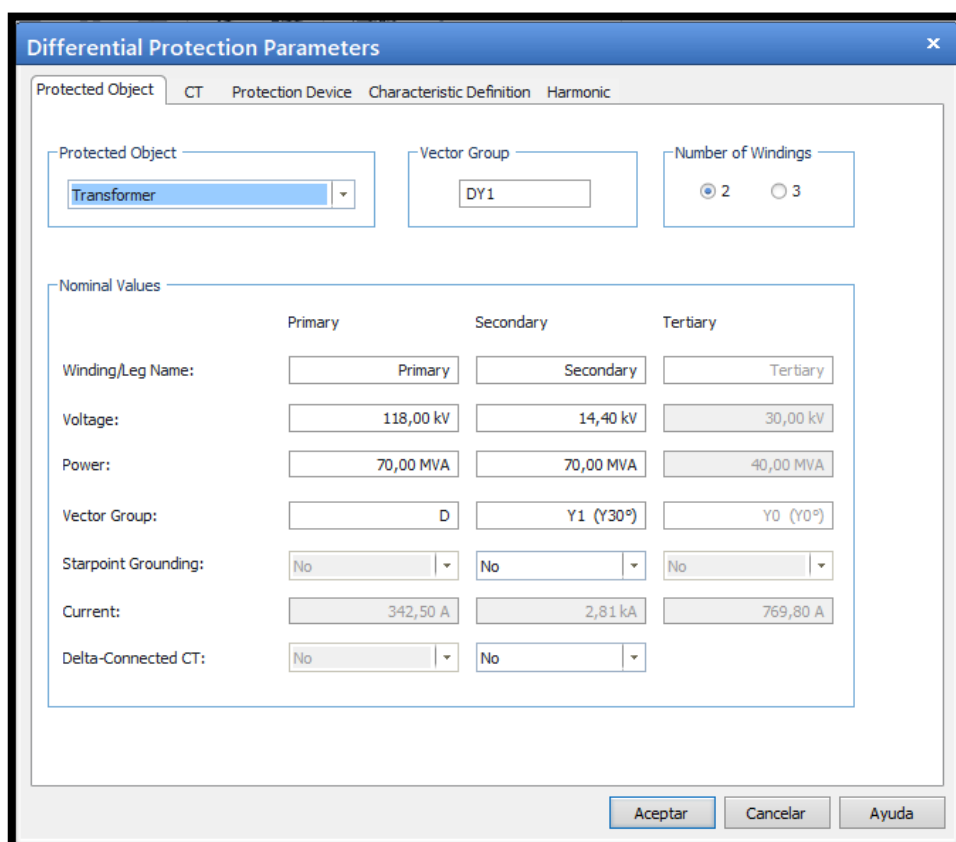 Differential Protection Parameters
Protected Object CT Protection Device Characteristic Definition Harmonic
Protected Object Vector Group Number of Windings
Transformer DY1 2 3
Nominal Values
Primary Secondary Tertiary
Winding/Leg Name: Primary Secondary Tertiary
Voltage: 118,00 kV 14,40 kV 30,00 kV
Power: 70,00 MVA 70,00 MVA 40,00 MVA
Vector Group: D Y1 (Y30°) Y0 (Y0°)
Starpoint Grounding: No No No
Current: 342,50 A 2,81 kA 769,80 A
Delta-Connected CT: No No
Aceptar Cancelar Ayuda